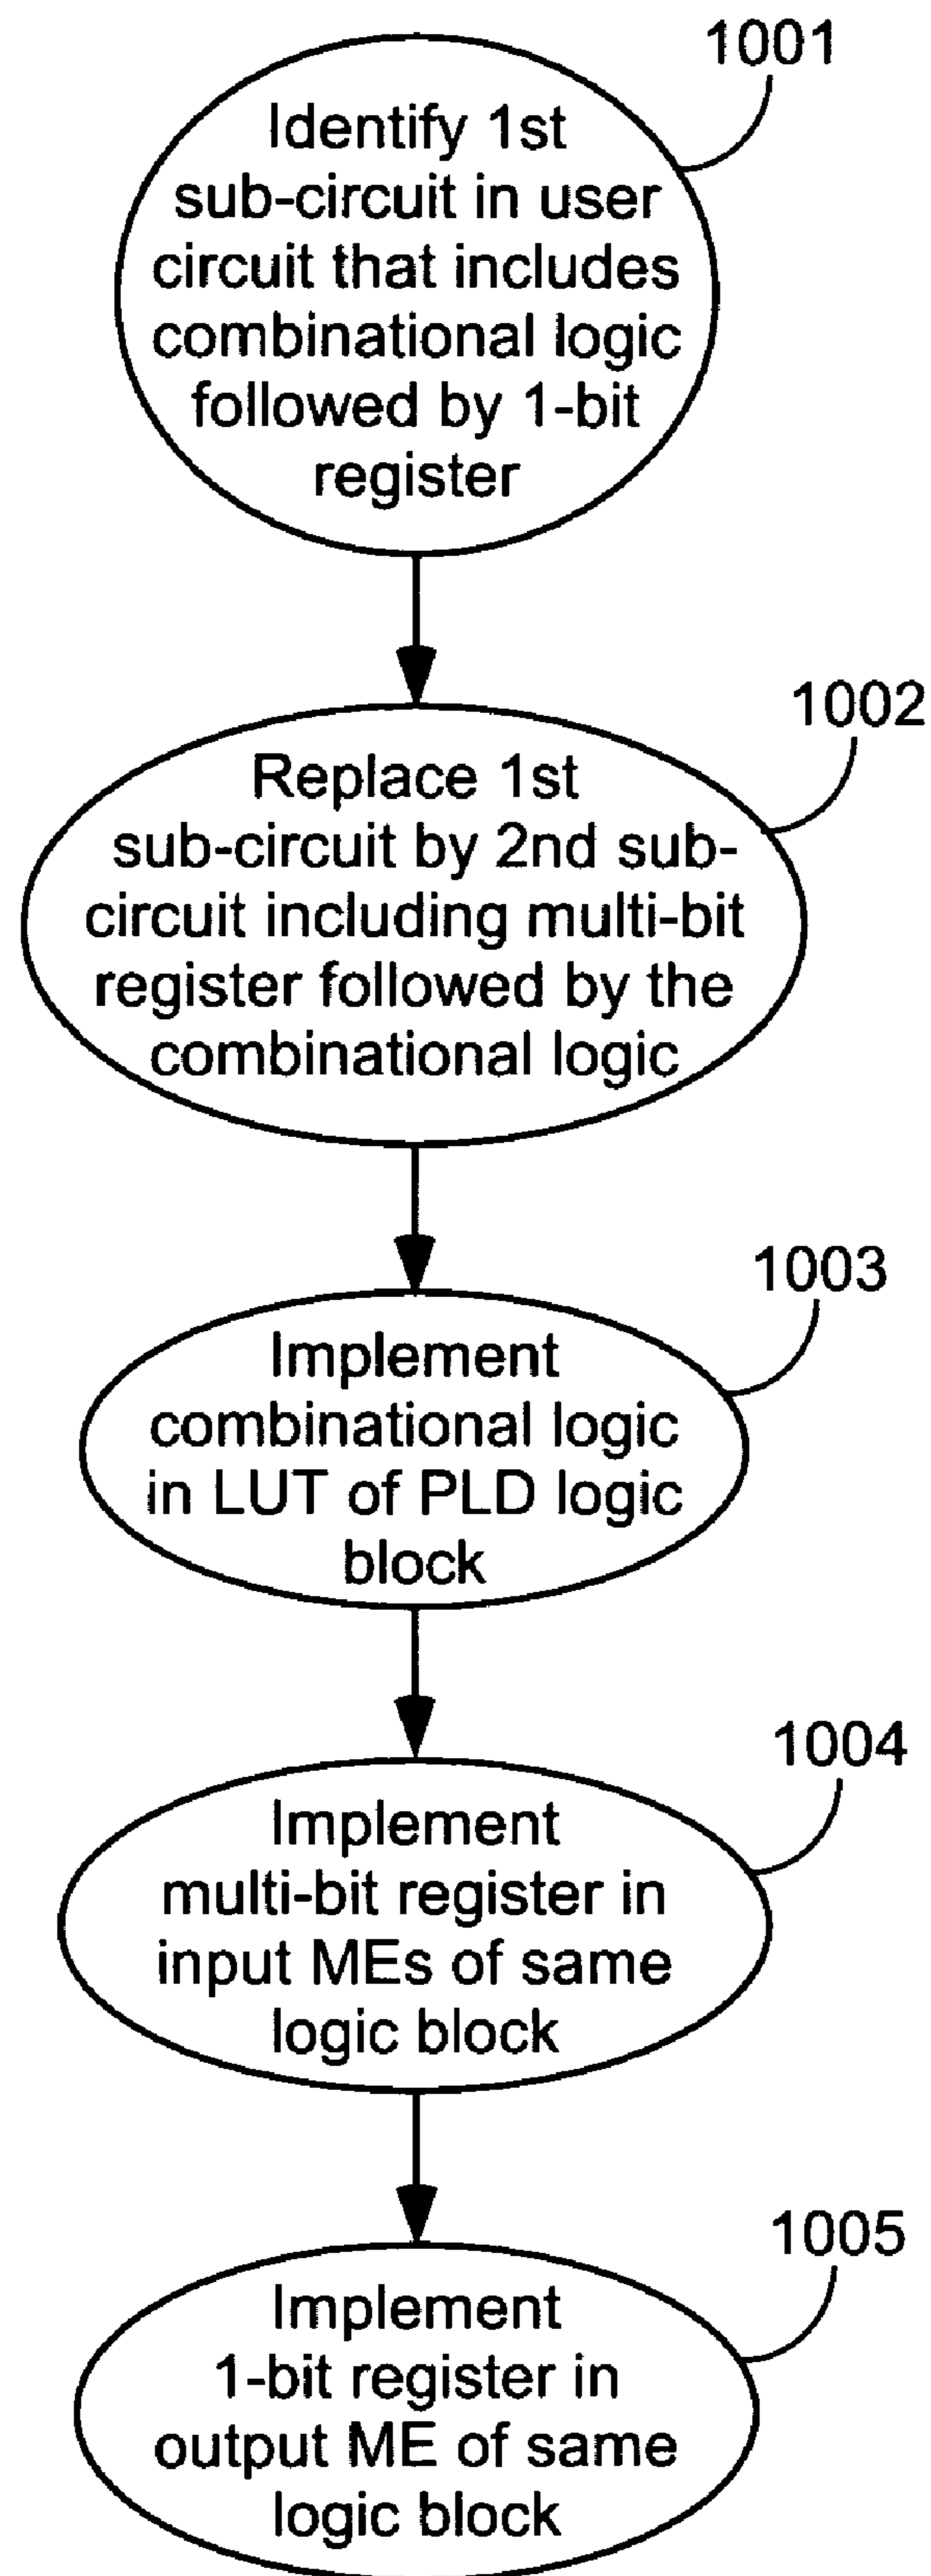 1001
Identify 1st
sub-circuit in user
circuit that includes
combinational logic
followed by 1-bit
register
1002
Replace 1st
sub-circuit by 2nd sub-
circuit including multi-bit
register followed by the
combinational logic
1003
Implement
combinational logic
in LUT of PLD logic
block
1004
Implement
multi-bit register in
input MEs of same
logic block
1005
Implement
1-bit register in
output ME of same
logic block